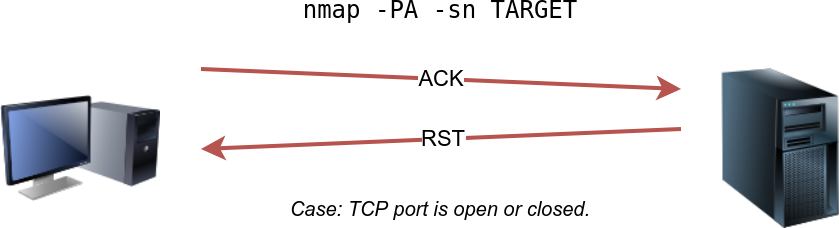 nmap -PA -sn TARGET
ACK
RST
Case: TCP port is open or closed.